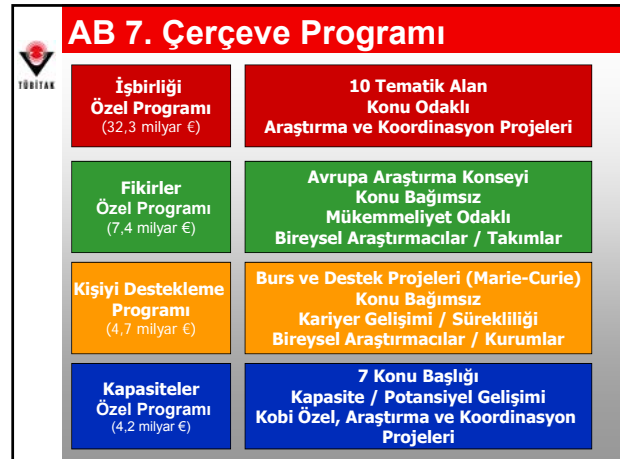 AB 7. Çerçeve Programı
TÜBİTAK
İşbirliği
Özel Programı
(32,3 milyar €)
10 Tematik Alan
Konu Odaklı
Araştırma ve Koordinasyon Projeleri
Fikirler
Özel Programı
(7,4 milyar €)
Avrupa Araştırma Konseyi
Konu Bağımsız
Mükemmeliyet Odaklı
Bireysel Araştırmacılar / Takımlar
Kişiyi Destekleme
Programı
(4,7 milyar €)
Burs ve Destek Projeleri (Marie-Curie)
Konu Bağımsız
Kariyer Gelişimi / Sürekliliği
Bireysel Araştırmacılar / Kurumlar
Kapasiteler
Özel Programı
(4,2 milyar €)
7 Konu Başlığı
Kapasite / Potansiyel Gelişimi
Kobi Özel, Araştırma ve Koordinasyon
Projeleri